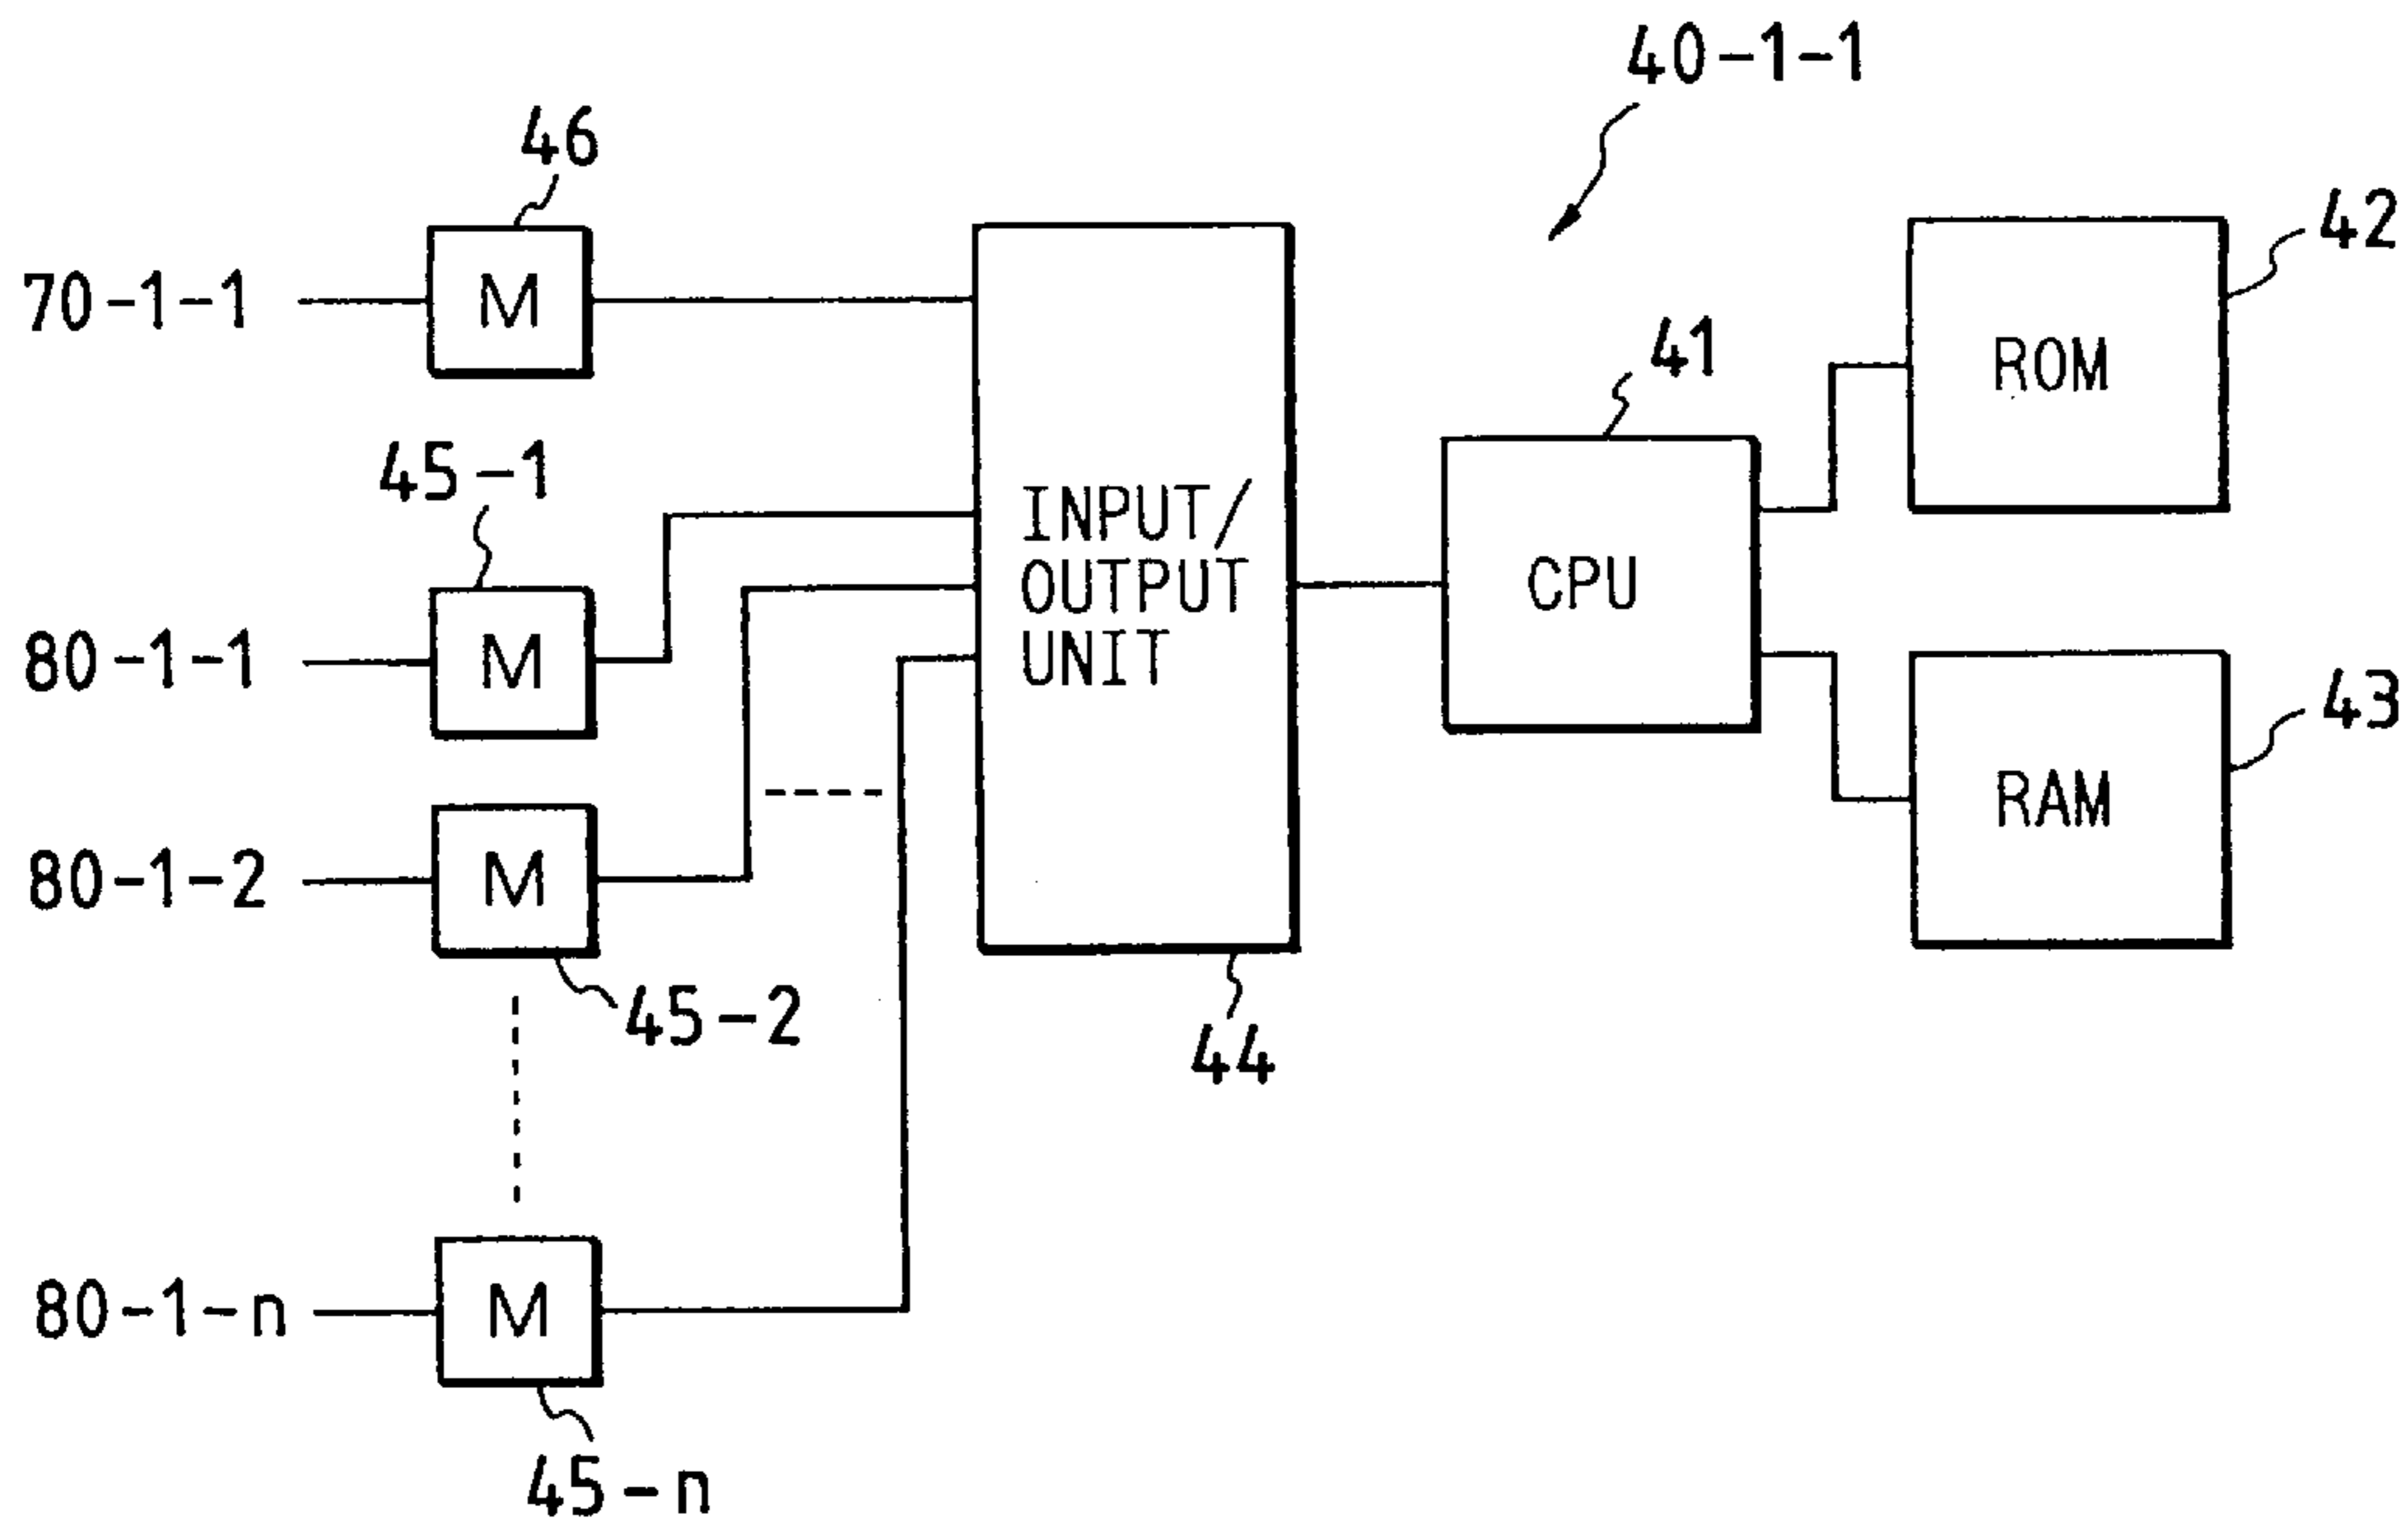 40-1-1
46
70-1-1
M
42
ROM
41
45-1
INPUT/
OUTPUT
UNIT
CPU
80-1-1
M
43
RAM
80-1-2
M
45-2
44
80-1-n
M
45-n